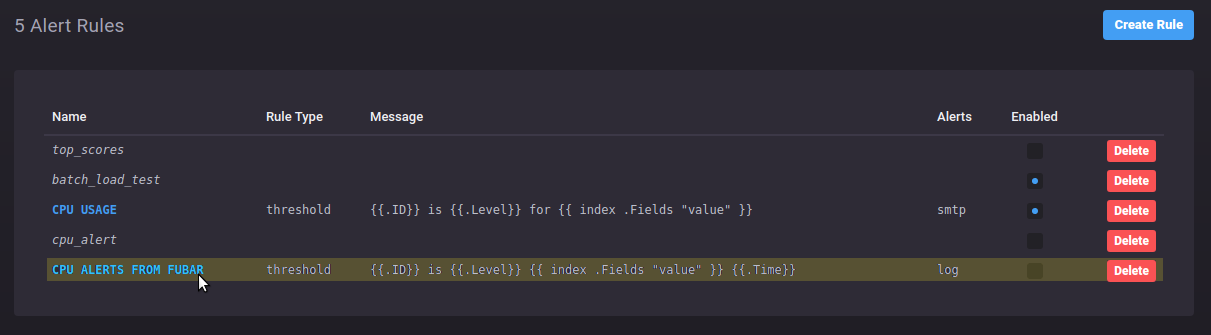 5 Alert Rules Create Rule
Name Rule Type Message Alerts Enabled
top_scores Delete
batch_load_test Delete
CPU USAGE threshold {{.ID}} is {{.Level}} for {{ index .Fields "value" }} smtp Delete
cpu_alert Delete
CPU ALERTS FROM FUBAR threshold {{.ID}} is {{.Level}} {{ index .Fields "value" }} {{.Time}} log Delete